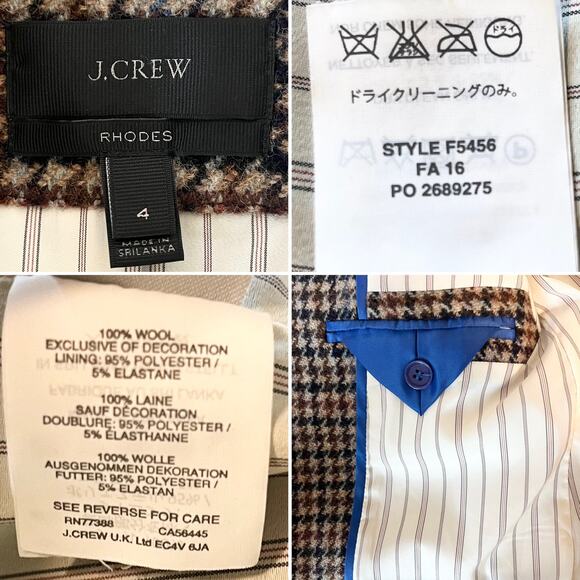 J.CREW
RHODES
4
MADE IN
SRI LANKA
ドライ
ドライクリーニングのみ。
STYLE F5456
FA 16
PO 2689275
100% WOOL
EXCLUSIVE OF DECORATION
LINING: 95% POLYESTER /
5% ELASTANE
100% LAINE
SAUF DÉCORATION
DOUBLURE: 95% POLYESTER /
5% ÉLASTHANNE
100% WOLLE
AUSGENOMMEN DEKORATION
FUTTER: 95% POLYESTER /
5% ELASTAN
SEE REVERSE FOR CARE
RN77388 CA56445
J.CREW U.K. Ltd EC4V 6JA